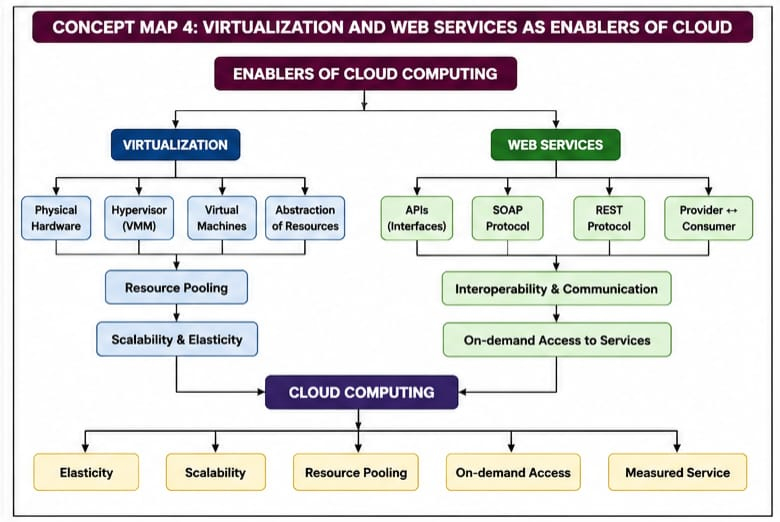 CONCEPT MAP 4: VIRTUALIZATION AND WEB SERVICES AS ENABLERS OF CLOUD
ENABLERS OF CLOUD COMPUTING
VIRTUALIZATION
WEB SERVICES
Physical
Hardware
Hypervisor
(VMM)
Virtual
Machines
Abstraction
of Resources
APIs
(Interfaces)
SOAP
Protocol
REST
Protocol
Provider ↔
Consumer
Resource Pooling
Interoperability & Communication
Scalability & Elasticity
On-demand Access to Services
CLOUD COMPUTING
Elasticity
Scalability
Resource Pooling
On-demand Access
Measured Service